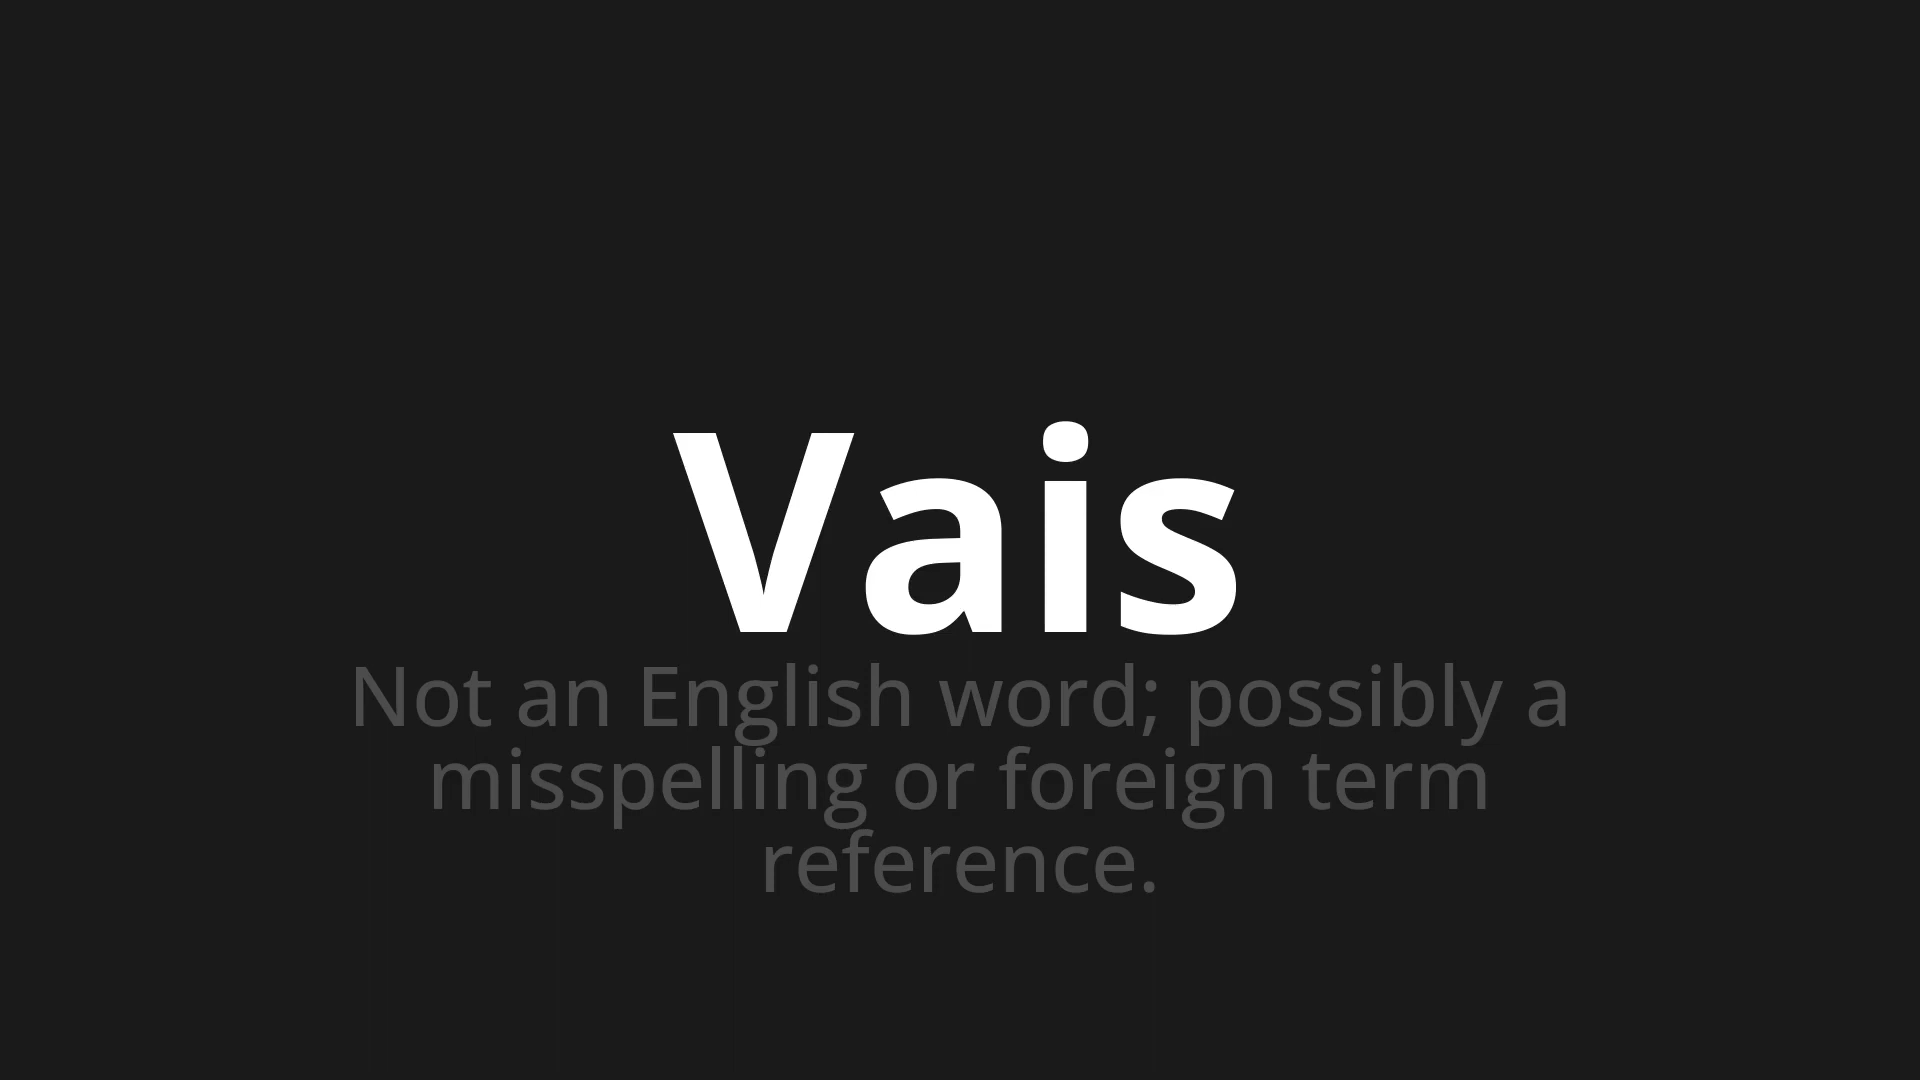 Vais
Not an English word; possibly a
misspelling or foreign term
reference.